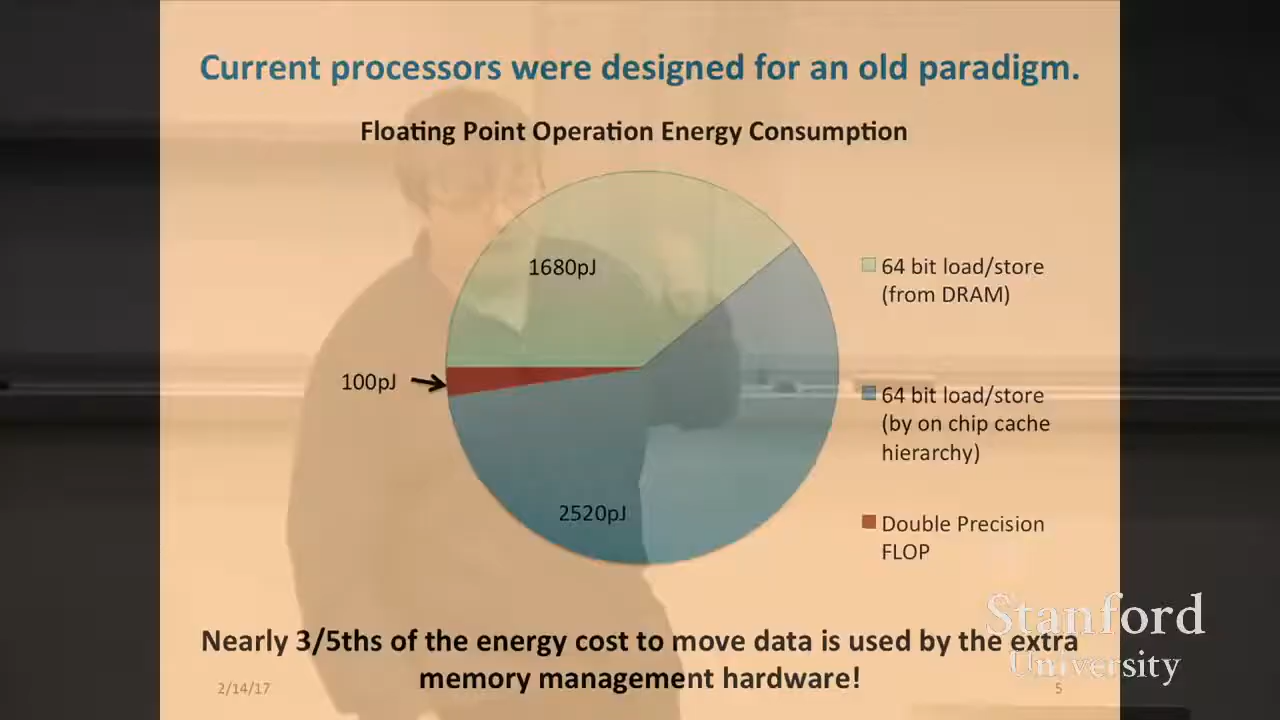 Current processors were designed for an old paradigm.
Floating Point Operation Energy Consumption
1680pJ
64 bit load/store
(from DRAM)
100pJ
64 bit load/store
(by on chip cache
hierarchy)
2520pJ
Double Precision
FLOP
Nearly 3/5ths of the energy cost to move data is used by the extra
memory management hardware!
2/14/17
5
Stanford
University